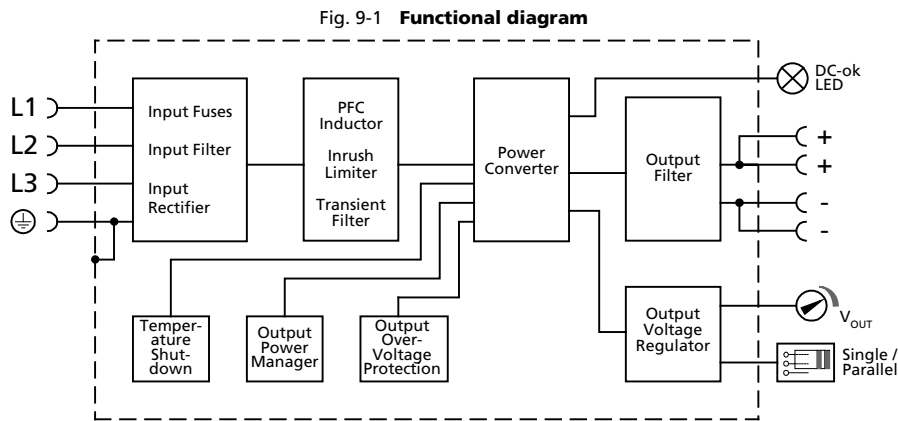 Fig. 9-1 Functional diagram
L1
L2
L3
Input Fuses
Input Filter
Input
Rectifier
PFC
Inductor
Inrush
Limiter
Transient
Filter
Power
Converter
Output
Filter
DC-ok
LED
+
+
-
-
Temper-
ature
Shut-
down
Output
Power
Manager
Output
Over-
Voltage
Protection
Output
Voltage
Regulator
VOUT
Single /
Parallel